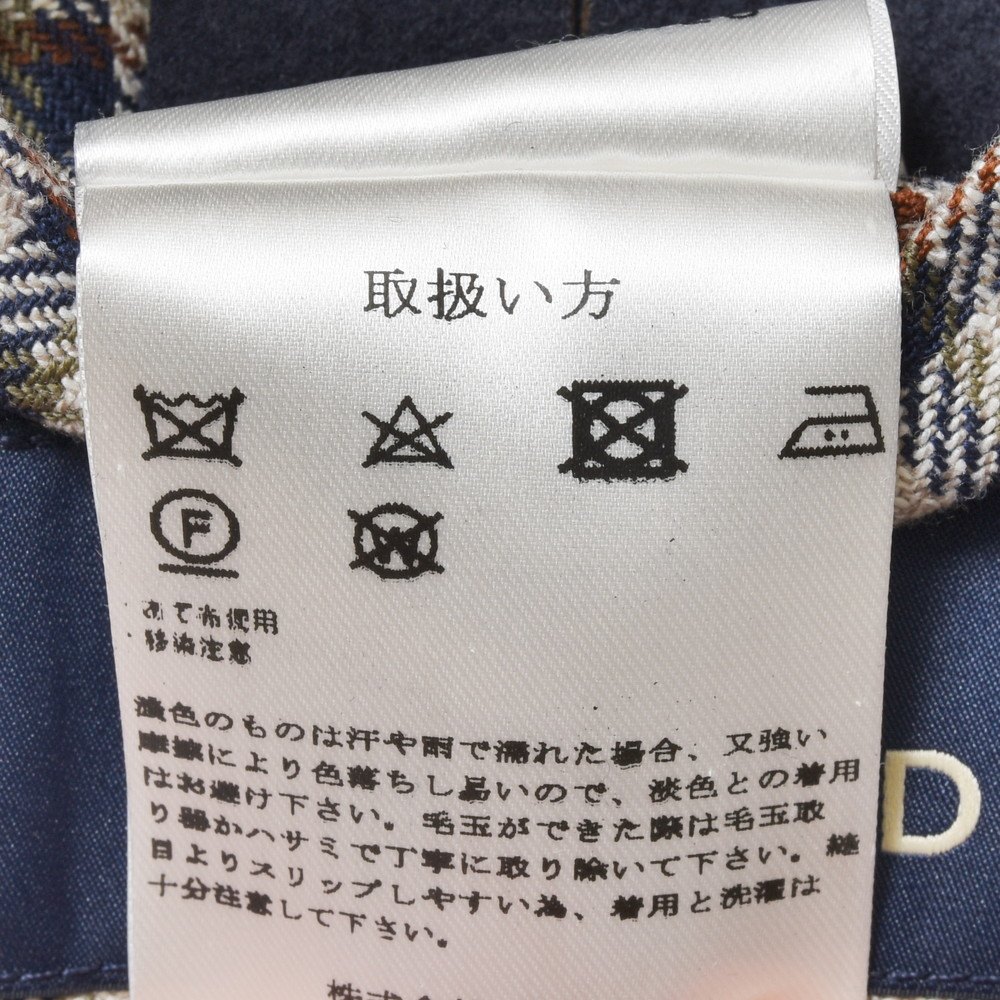 取扱い方
F
W
あて布使用
移染注意
濃色のものは汗や雨で濡れた場合、又強い
摩擦により色落ちし易いので、淡色との着用
はお避け下さい。毛玉ができた際は毛玉取
り器かハサミで丁寧に取り除いて下さい。縫
目よりスリップしやすい為、着用と洗濯は
十分注意して下さい。
株式会
D